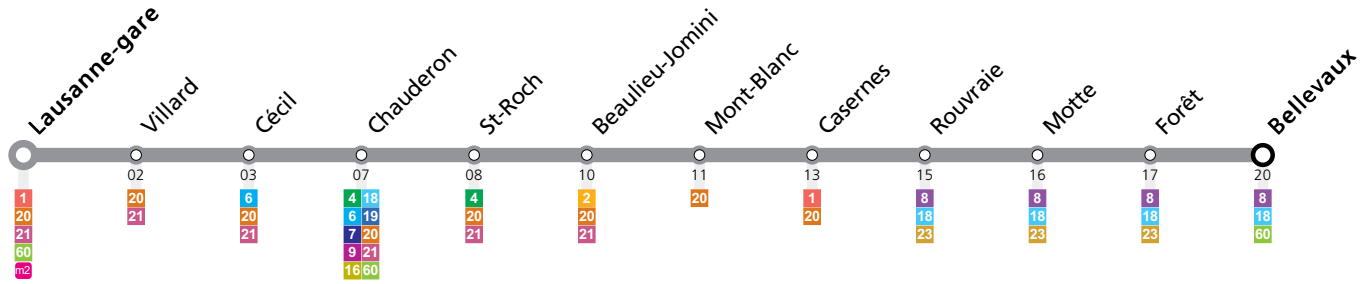 Lausanne-gare
Villard
Cécil
Chauderon
St-Roch
Beaulieu-Jomini
Mont-Blanc
Casernes
Rouvraie
Motte
Forêt
Bellevaux
02 03 07 08 10 11 13 15 16 17 20
1 20 6 4 18 4 2 20 1 8 8 8 8
20 21 20 6 19 20 20 20 18 18 18 18
21 21 7 20 21 21 23 23 23 60
60 9 21
m2 16 60